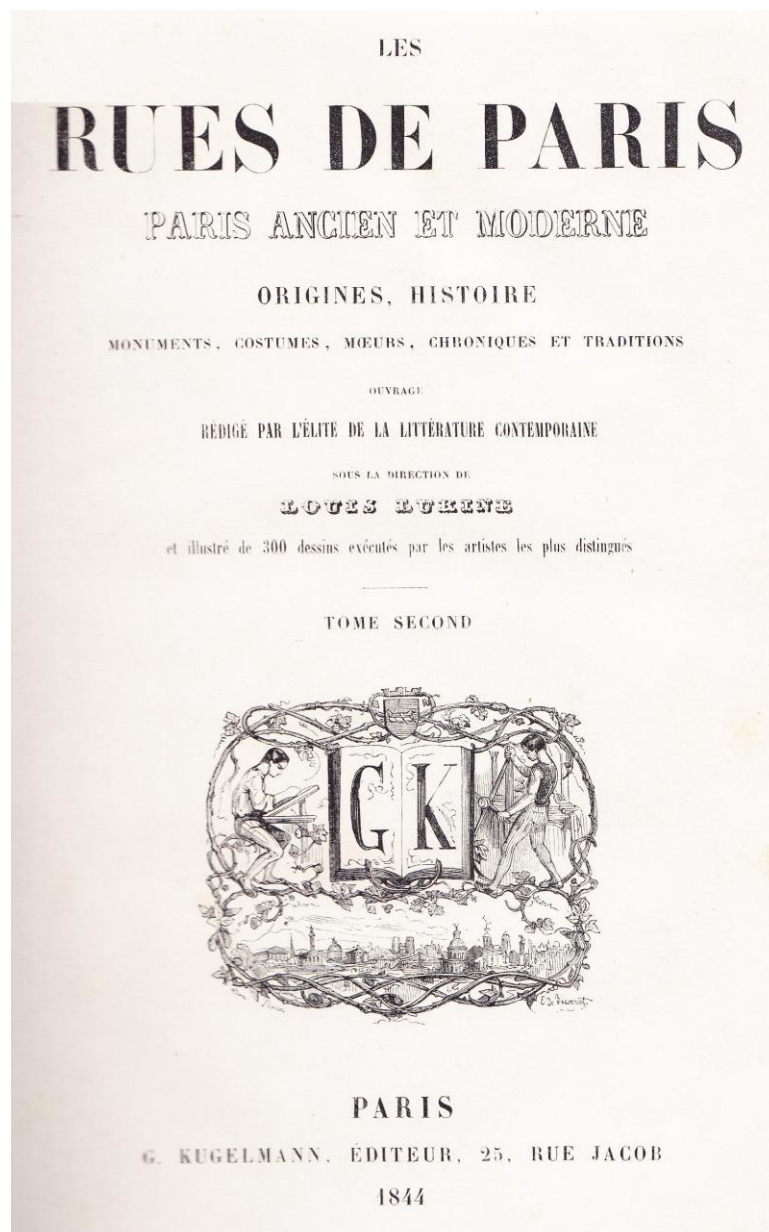 LES
RUES DE PARIS
PARIS ANCIEN ET MODERNE
ORIGINES, HISTOIRE
MONUMENTS, COSTUMES, MŒURS, CHRONIQUES ET TRADITIONS
OUVRAGE
RÉDIGÉ PAR L'ÉLITE DE LA LITTÉRATURE CONTEMPORAINE
SOUS LA DIRECTION DE
LOUIS LURINE
et illustré de 300 dessins exécutés par les artistes les plus distingués
TOME SECOND
G K
PARIS
G. KUGELMANN, ÉDITEUR, 25, RUE JACOB
1844